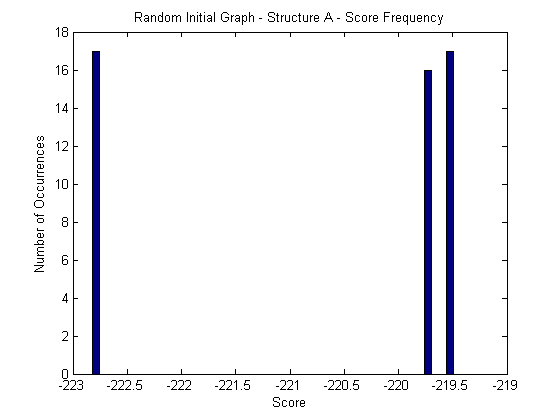 Random Initial Graph - Structure A - Score Frequency
18
16
14
12
10
8
6
4
2
0
Number of Occurrences
-223 -222.5 -222 -221.5 -221 -220.5 -220 -219.5 -219
Score